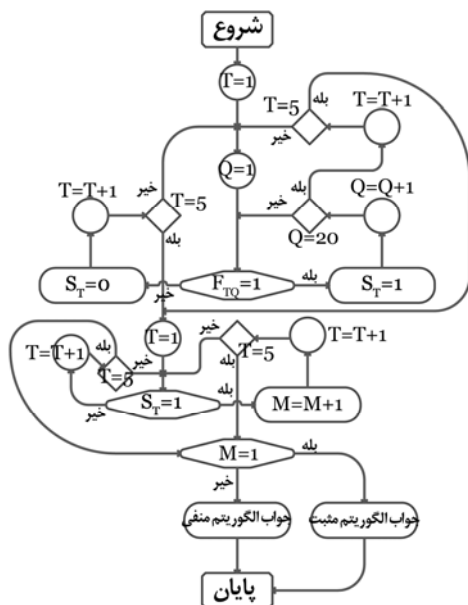 شروع
T=1
T=5
بله
خیر
T=T+1
Q=1
T=T+1
خیر
T=5
بله
بله
خیر
Q=20
Q=Q+1
S_T=0
خیر
F_TQ=1
بله
S_T=1
T=1
T=T+1
بله
خیر
T=5
خیر
T=5
بله
T=T+1
خیر
S_T=1
بله
M=M+1
M=1
بله
خیر
جواب الگوریتم منفی
جواب الگوریتم مثبت
پایان